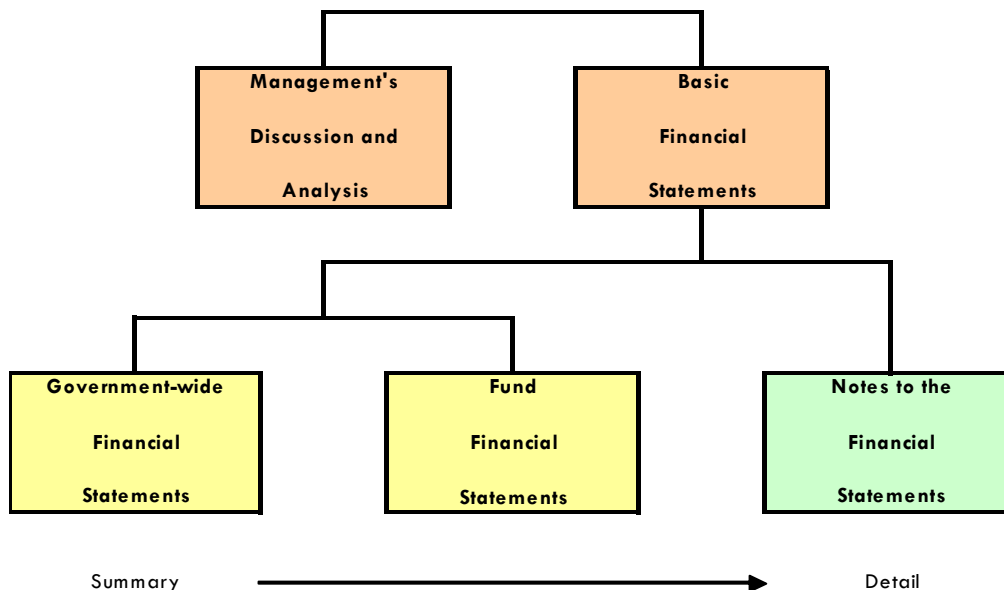 Management's
Discussion and
Analysis
Basic
Financial
Statements
Government-wide
Financial
Statements
Fund
Financial
Statements
Notes to the
Financial
Statements
Summary
Detail